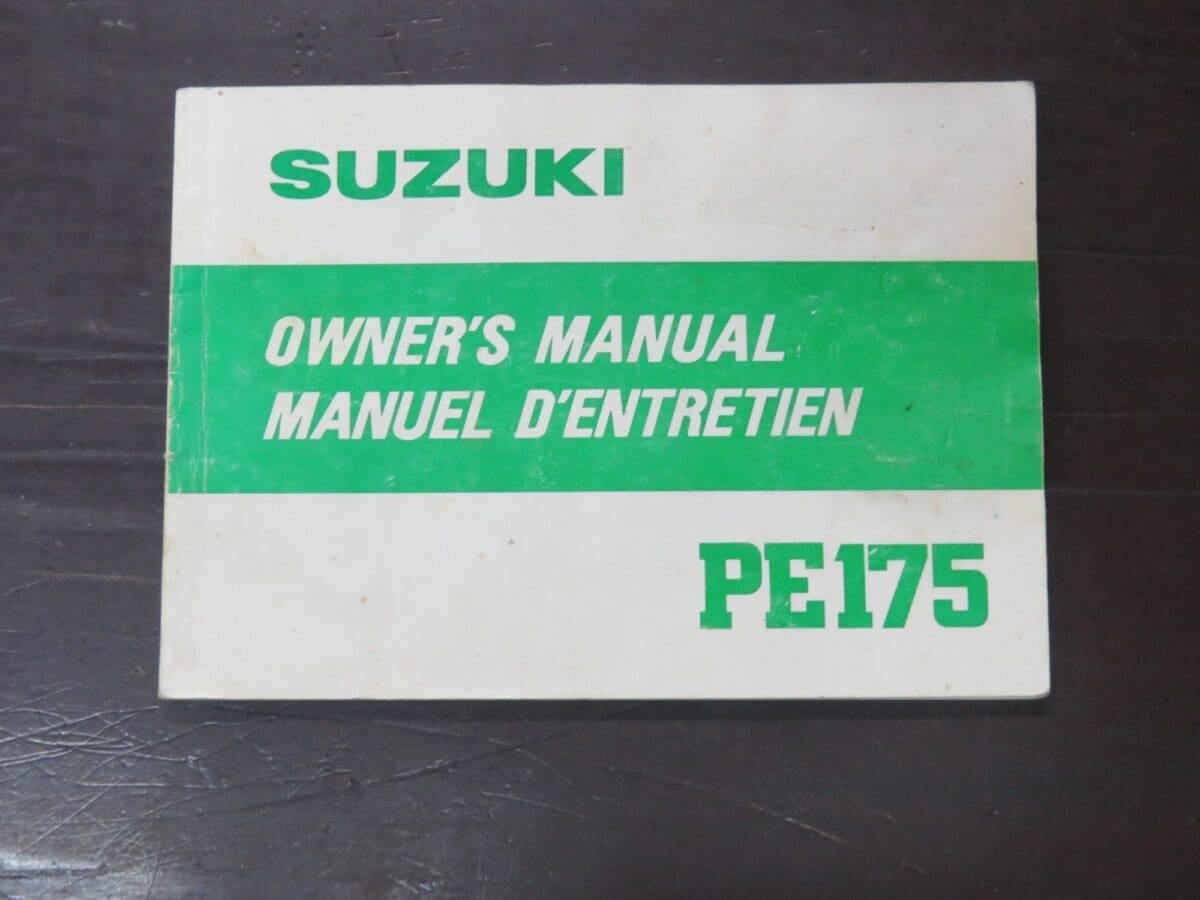 SUZUKI
OWNER'S MANUAL
MANUEL D'ENTRETIEN
PE175